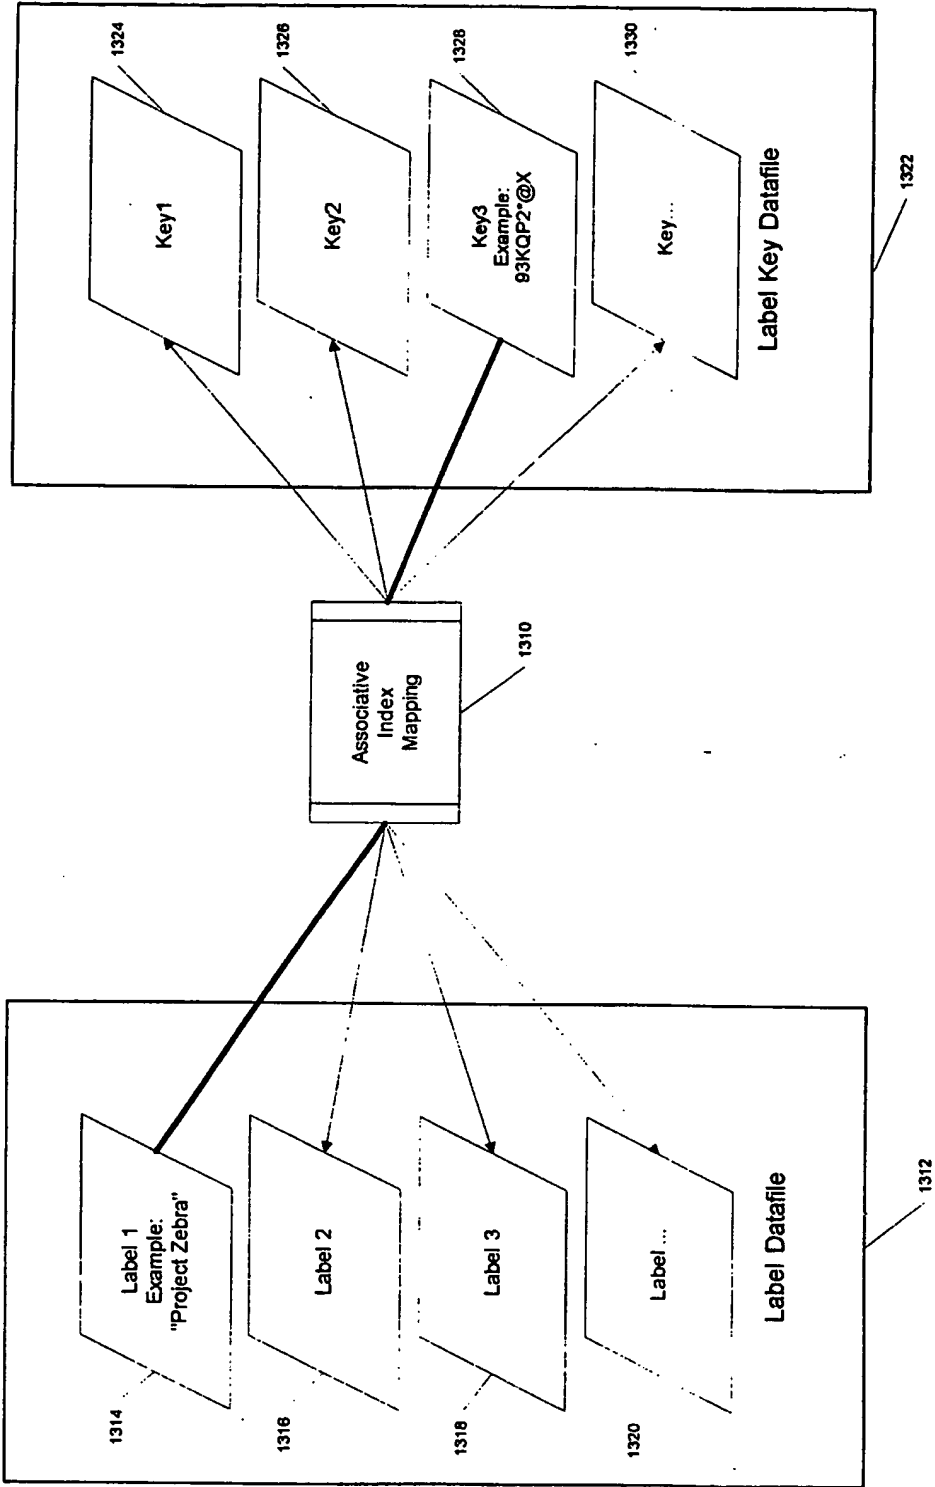 1314
Label 1
Example:
"Project Zebra"
1316
Label 2
1318
Label 3
1320
Label ...
Label Datafile
1312
Associative
Index
Mapping
1310
1324
Key1
1326
Key2
1328
Key3
Example:
93KQP2*@X
1330
Key...
Label Key Datafile
1322